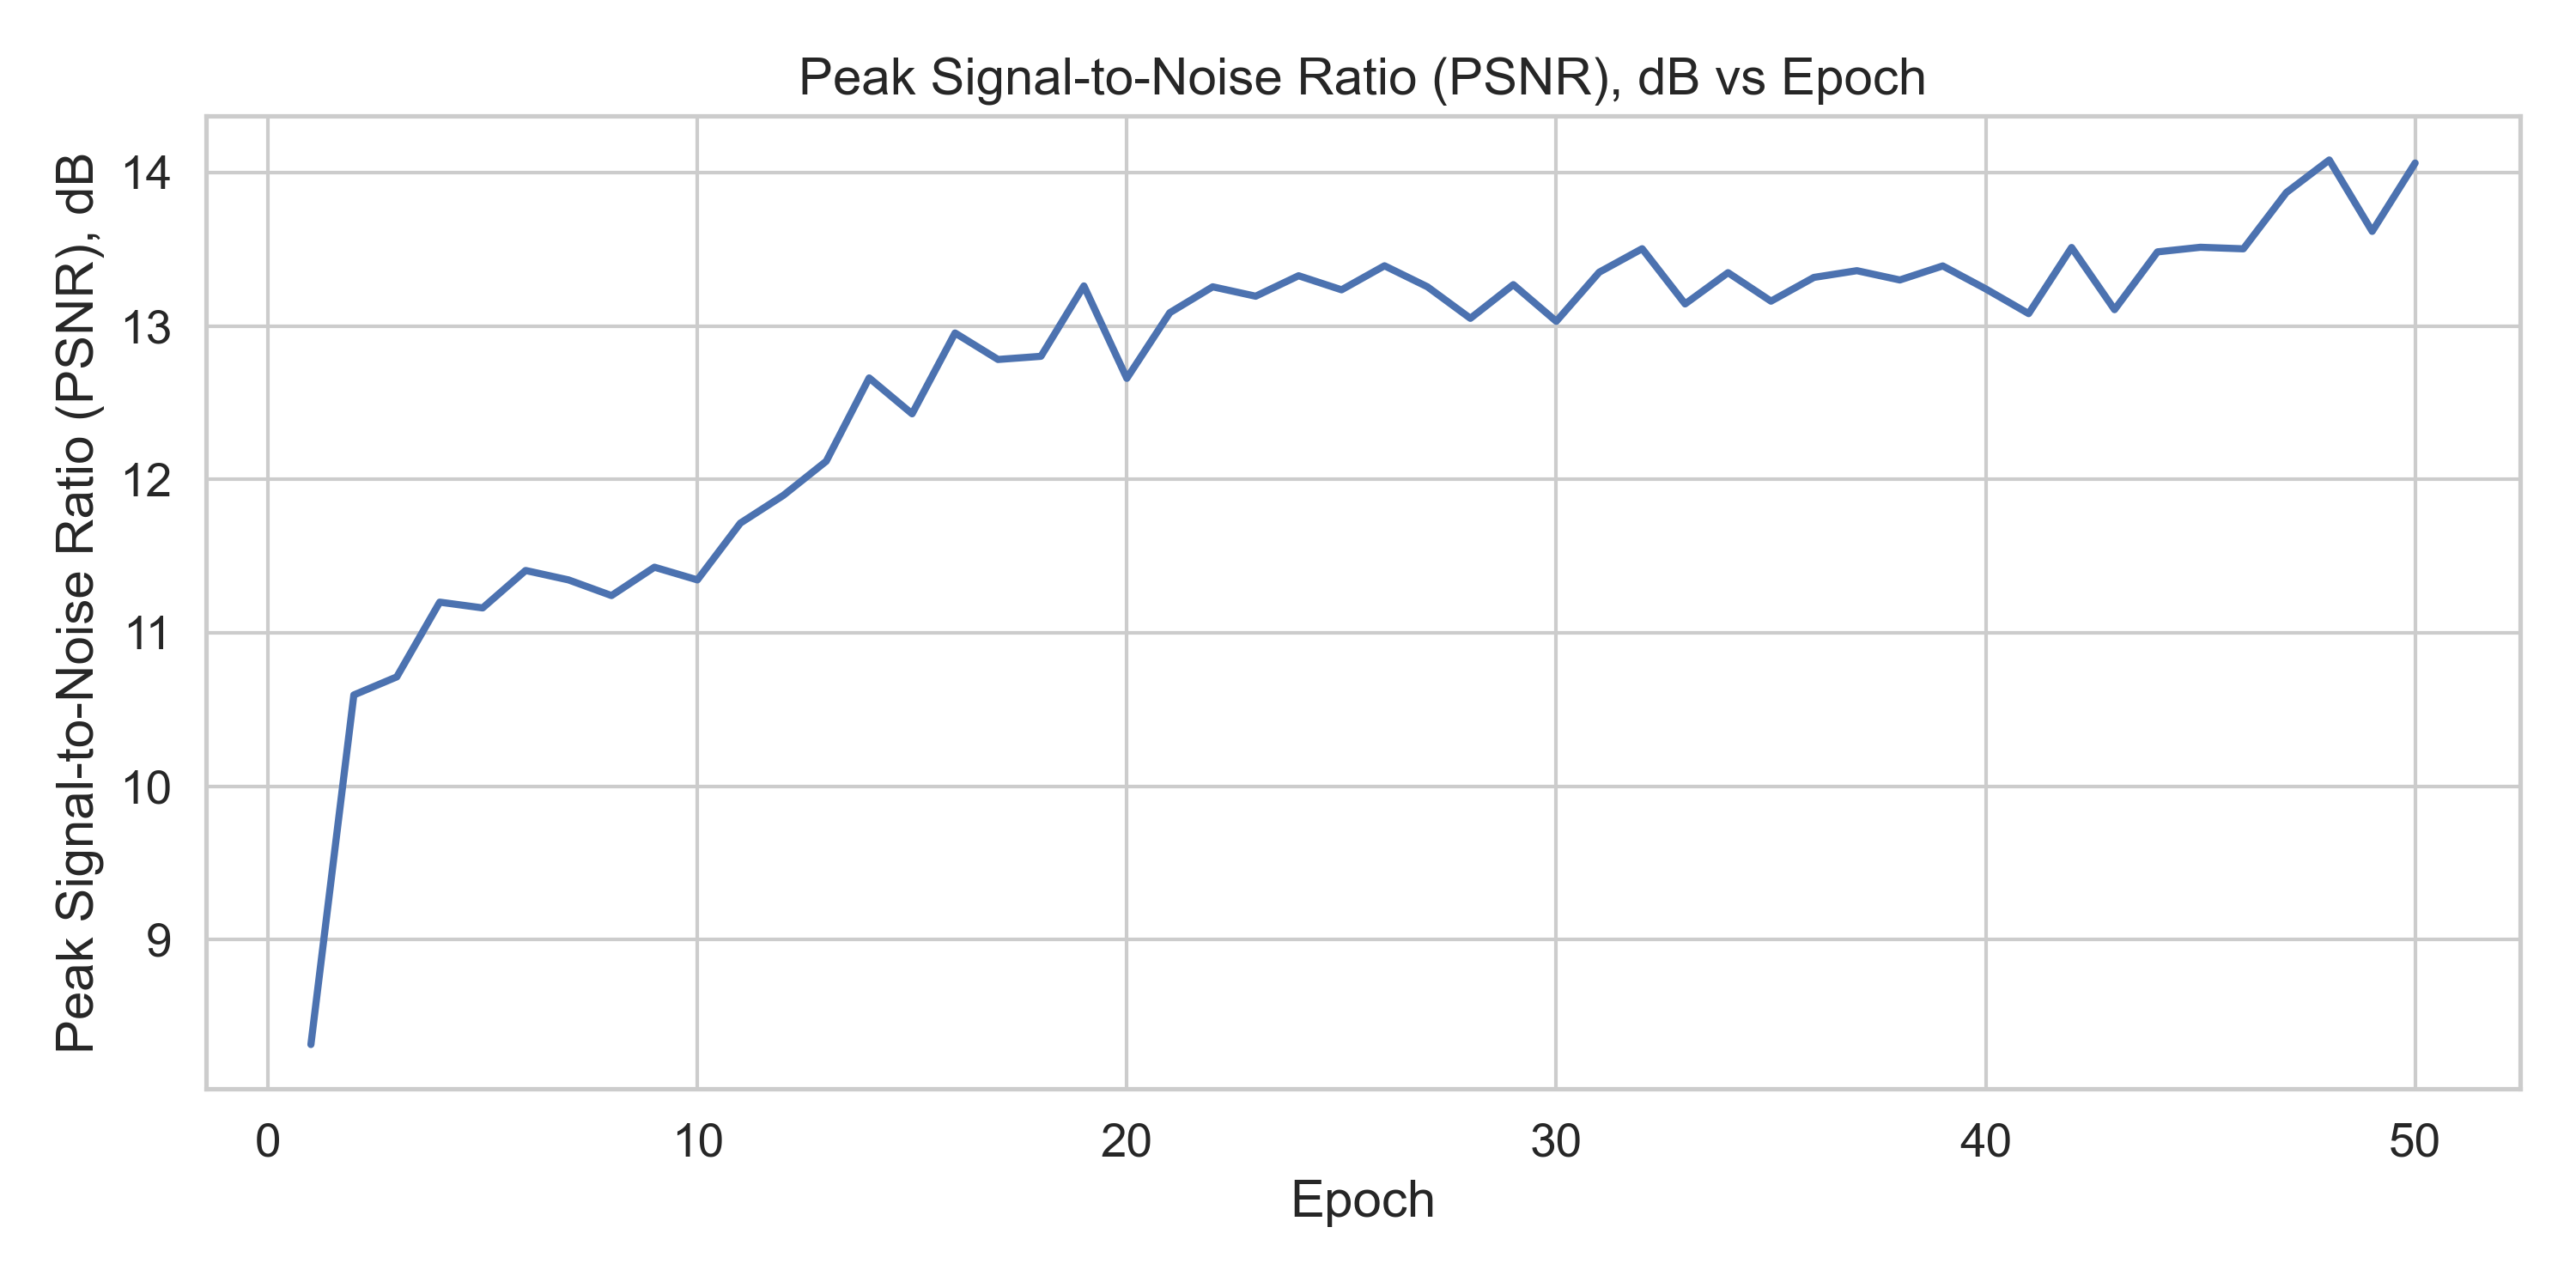 Peak Signal-to-Noise Ratio (PSNR), dB vs Epoch
Peak Signal-to-Noise Ratio (PSNR), dB
14
13
12
11
10
9
0 10 20 30 40 50
Epoch